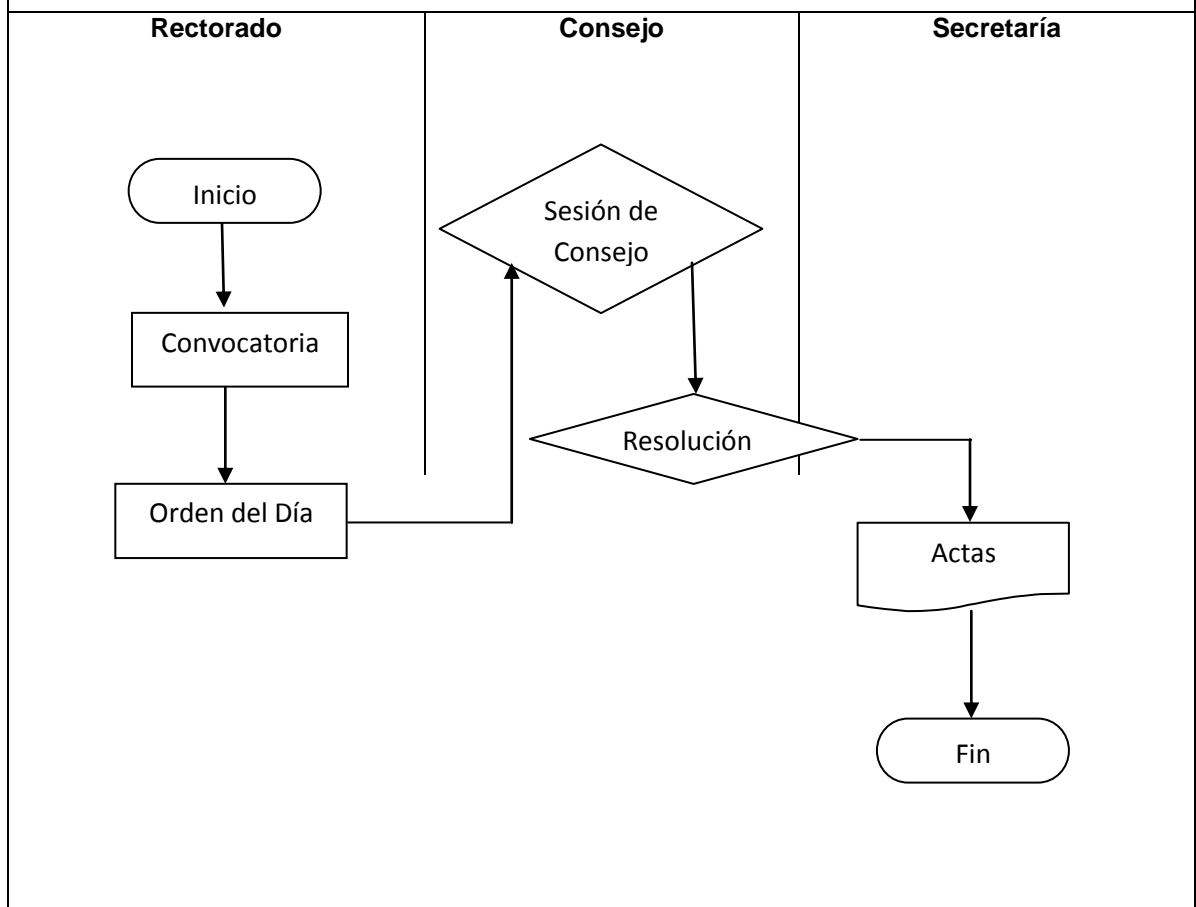 Rectorado
Consejo
Secretaría
Inicio
Convocatoria
Orden del Día
Sesión de
Consejo
Resolución
Actas
Fin